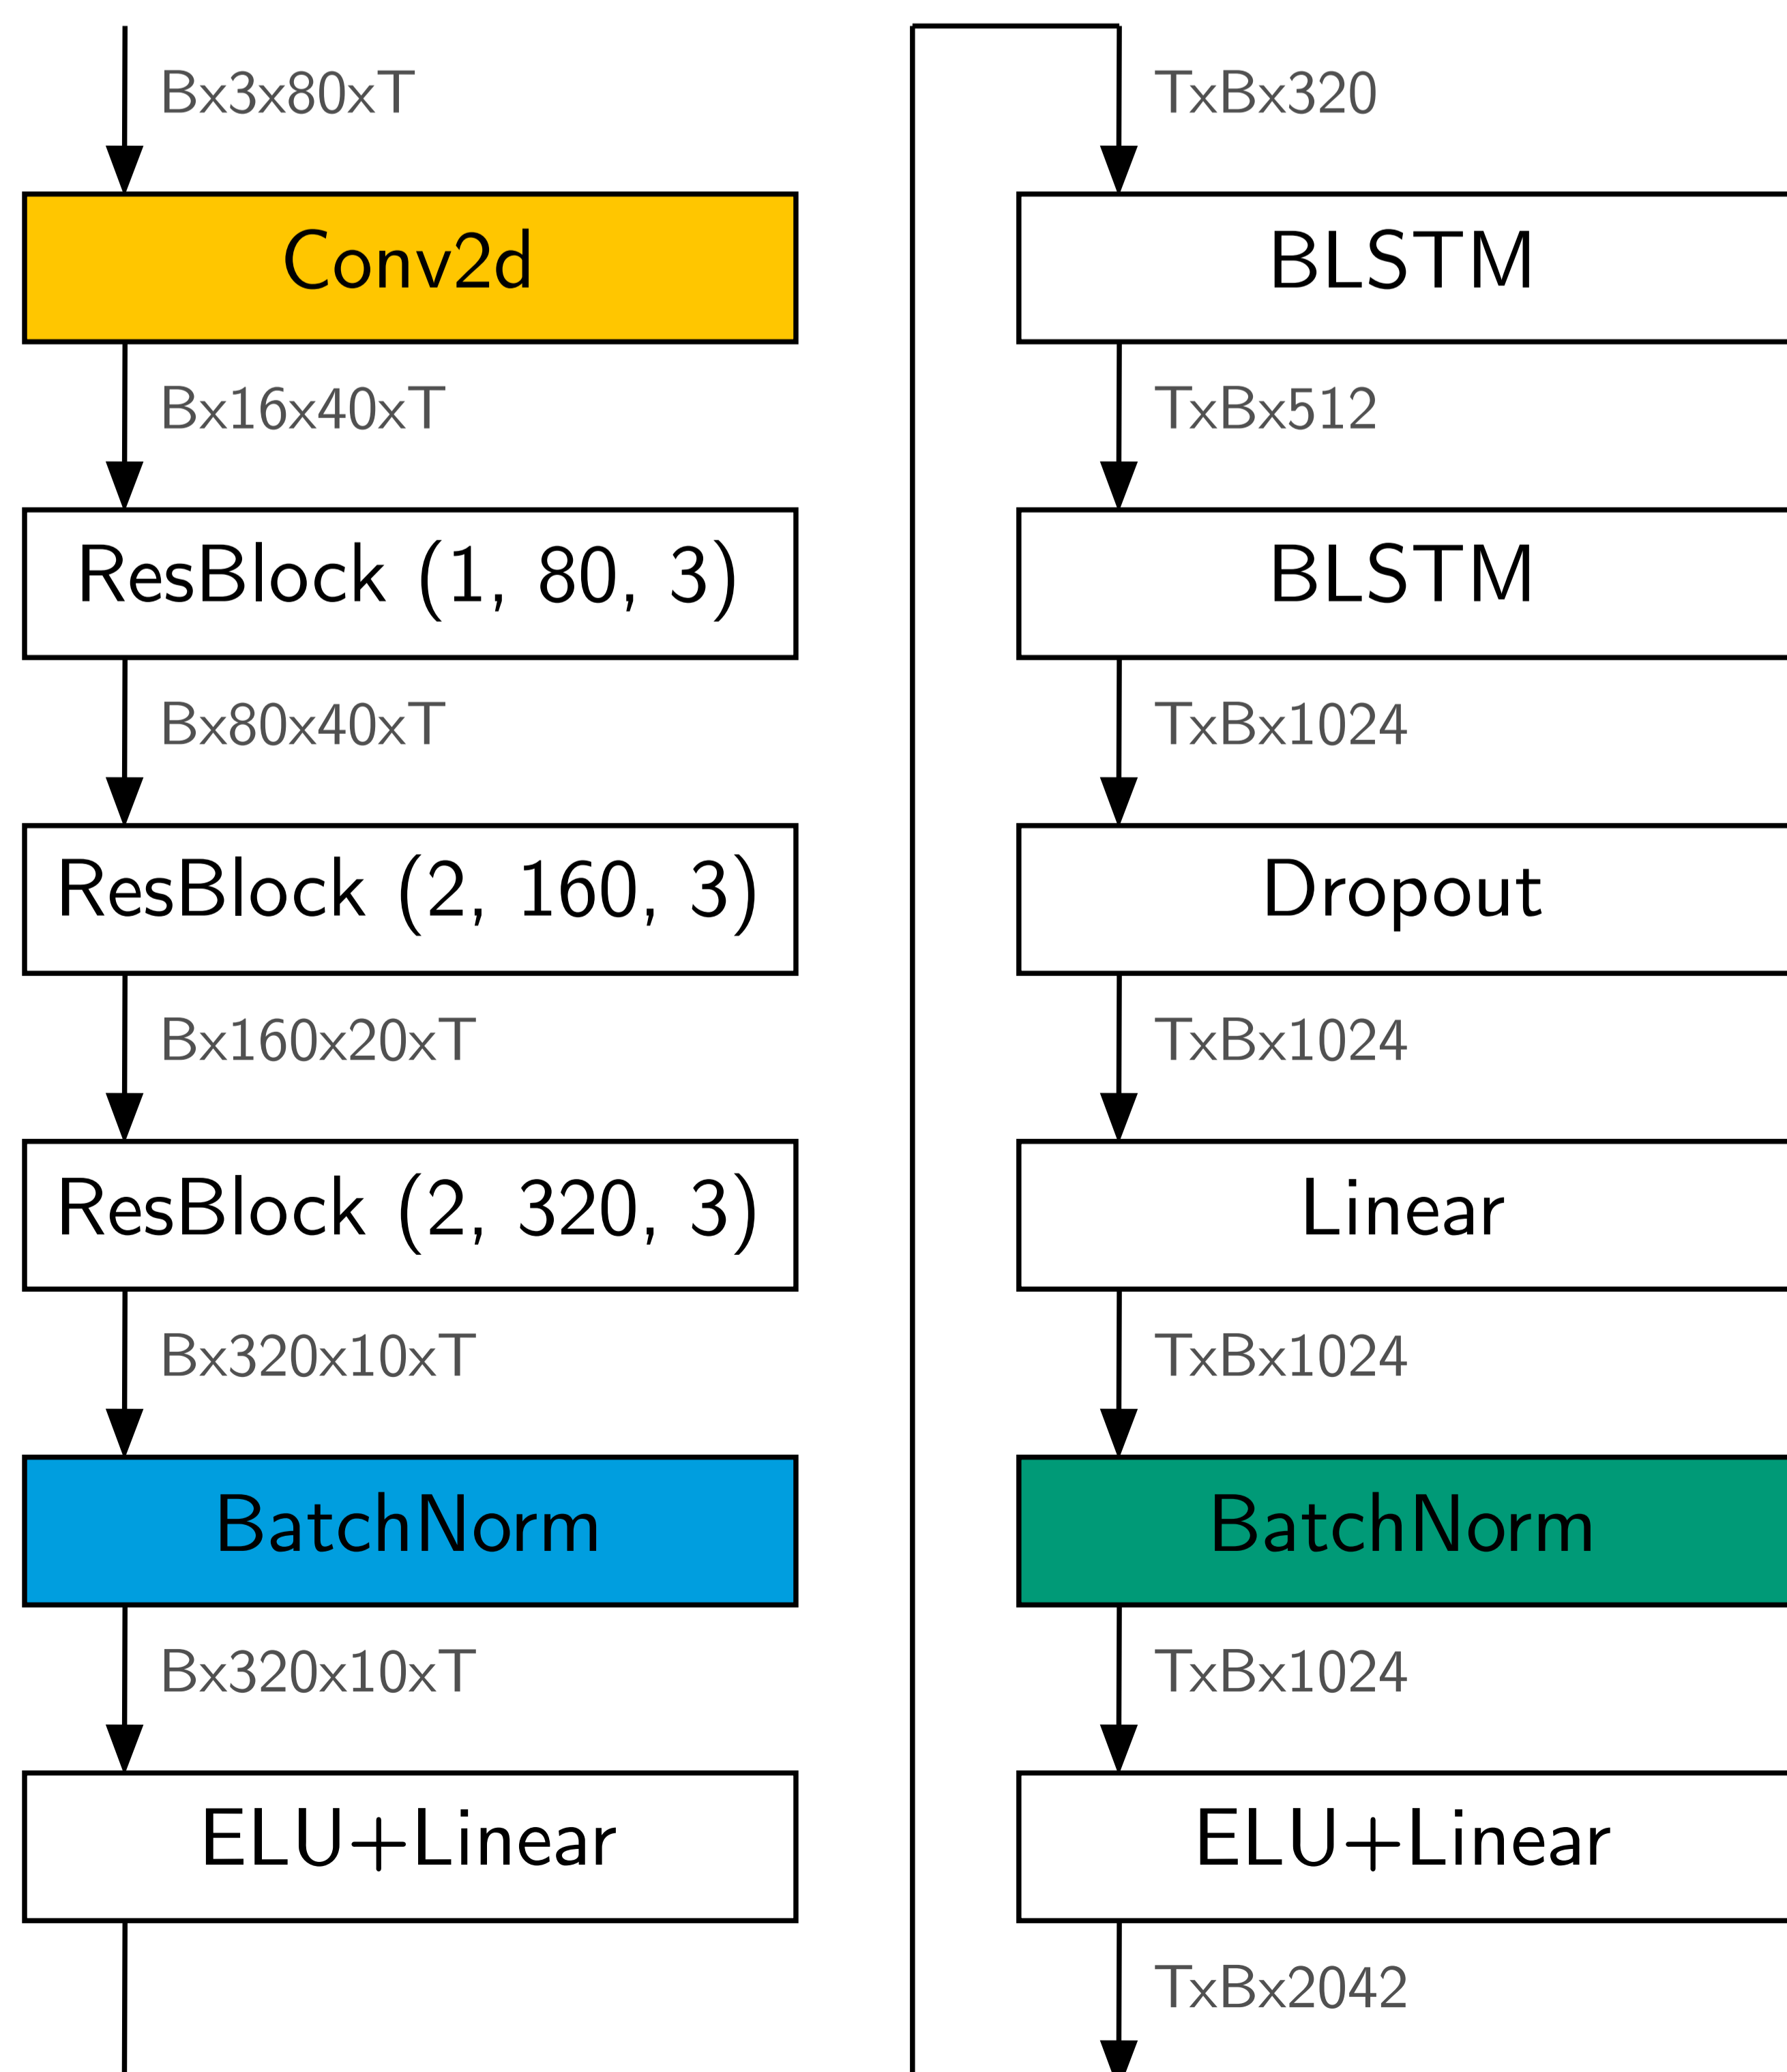 Bx3x80xT
Conv2d
Bx16x40xT
ResBlock (1, 80, 3)
Bx80x40xT
ResBlock (2, 160, 3)
Bx160x20xT
ResBlock (2, 320, 3)
Bx320x10xT
BatchNorm
Bx320x10xT
ELU+Linear
TxBx320
BLSTM
TxBx512
BLSTM
TxBx1024
Dropout
TxBx1024
Linear
TxBx1024
BatchNorm
TxBx1024
ELU+Linear
TxBx2042